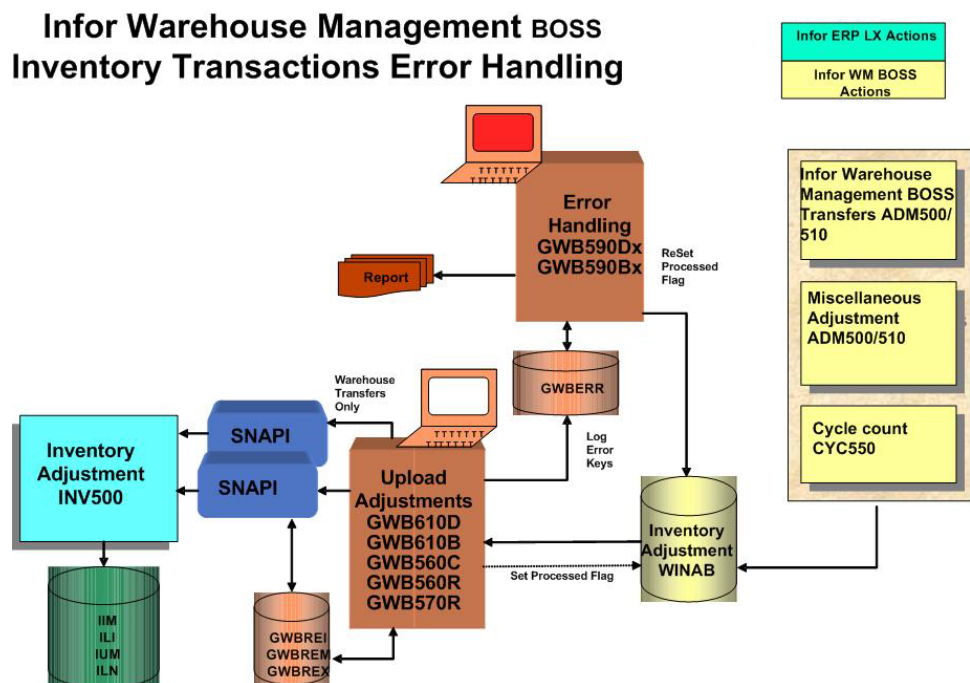 Infor Warehouse Management BOSS
Inventory Transactions Error Handling
Infor ERP LX Actions
Infor WM BOSS
Actions
Infor Warehouse
Management BOSS
Transfers ADM500/
510
Miscellaneous
Adjustment
ADM500/510
Cycle count
CYC550
Error
Handling
GWB590Dx
GWB590Bx
ReSet
Processed
Flag
Report
GWBERR
Warehouse
Transfers
Only
Log
Error
Keys
SNAPI
SNAPI
Inventory
Adjustment
INV500
Upload
Adjustments
GWB610D
GWB610B
GWB560C
GWB560R
GWB570R
Inventory
Adjustment
WINAB
Set Processed Flag
IIM
ILI
IUM
ILN
GWBREI
GWBREM
GWBREX